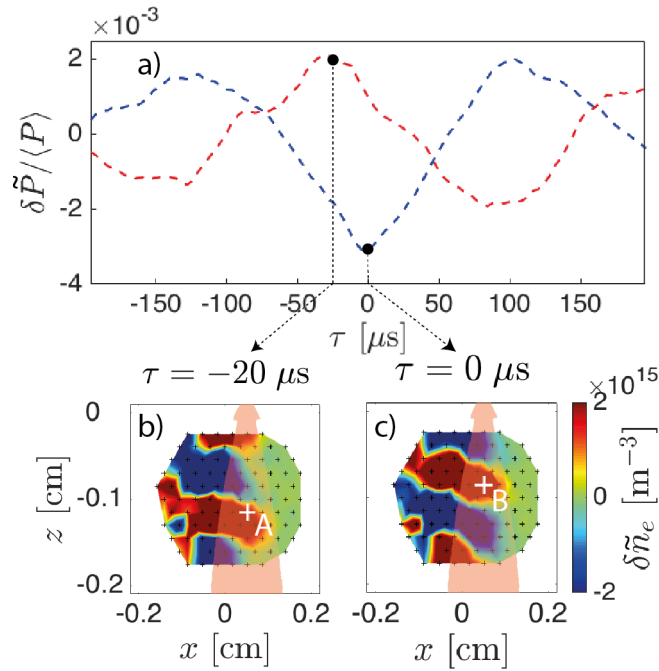 ×10⁻³
a)
2
0
-2
-4
δP̃/⟨P⟩
-150 -100 -50 0 50 100 150
τ [μs]
τ = −20 μs
τ = 0 μs
b)
c)
0
-0.1
-0.2
z [cm]
A
B
-0.2 0 0.2
-0.2 0 0.2
x [cm]
x [cm]
×10¹⁵
2
0
-2
δñₑ [m⁻³]